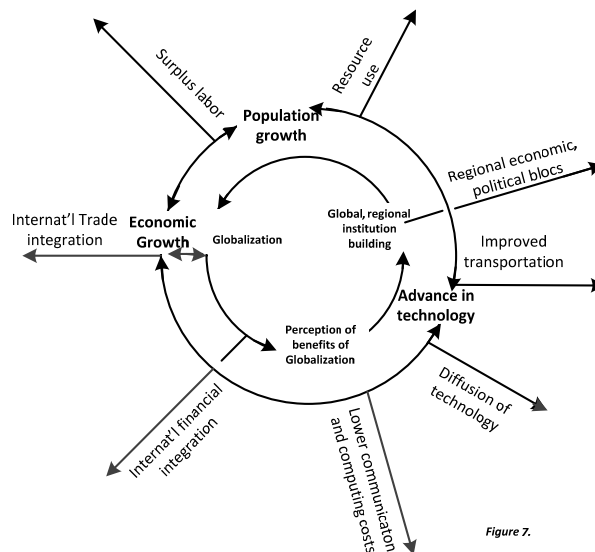 Surplus labor
Resource
use
Population
growth
Regional economic,
political blocs
Internat'l Trade
integration
Economic
Growth
Globalization
Global, regional
institution
building
Improved
transportation
Advance in
technology
Perception of
benefits of
Globalization
Diffusion of
technology
Internat'l financial
integration
Lower communicaton
and computing costs
Figure 7.